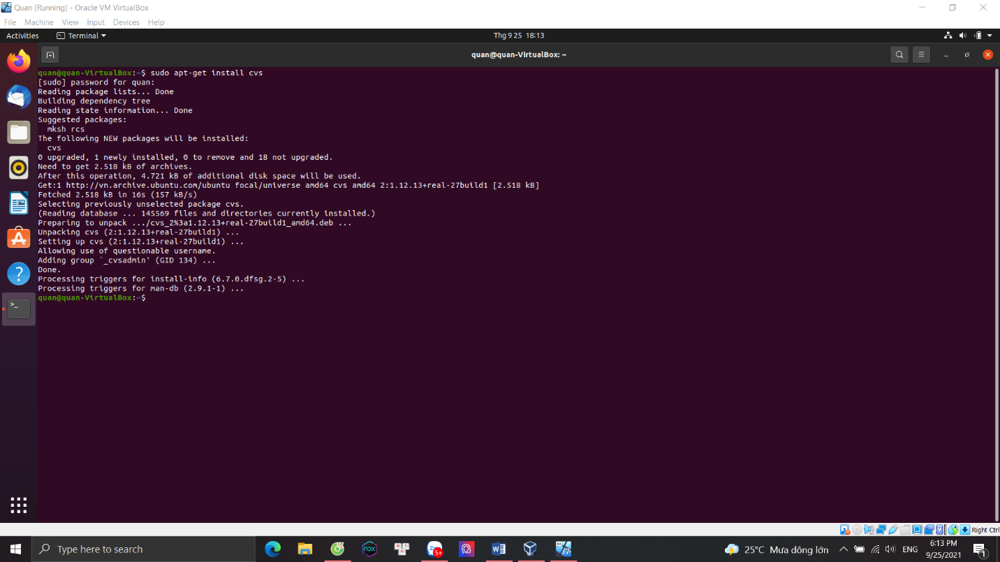 Quan [Running] - Oracle VM VirtualBox
File Machine View Input Devices Help
Activities Terminal Thg 9 25 18:13
quan@quan-VirtualBox: ~
quan@quan-VirtualBox:~$ sudo apt-get install cvs
[sudo] password for quan:
Reading package lists... Done
Building dependency tree
Reading state information... Done
Suggested packages:
  mksh rcs
The following NEW packages will be installed:
  cvs
0 upgraded, 1 newly installed, 0 to remove and 18 not upgraded.
Need to get 2.518 kB of archives.
After this operation, 4.721 kB of additional disk space will be used.
Get:1 http://vn.archive.ubuntu.com/ubuntu focal/universe amd64 cvs amd64 2:1.12.13+real-27build1 [2.518 kB]
Fetched 2.518 kB in 16s (157 kB/s)
Selecting previously unselected package cvs.
(Reading database ... 145569 files and directories currently installed.)
Preparing to unpack .../cvs_2%3a1.12.13+real-27build1_amd64.deb ...
Unpacking cvs (2:1.12.13+real-27build1) ...
Setting up cvs (2:1.12.13+real-27build1) ...
Allowing use of questionable username.
Adding group `_cvsadmin' (GID 134) ...
Done.
Processing triggers for install-info (6.7.0.dfsg.2-5) ...
Processing triggers for man-db (2.9.1-1) ...
quan@quan-VirtualBox:~$
Right Ctrl
Type here to search
nox
5+
25°C Mưa dông lớn
ENG
6:13 PM
9/25/2021
1